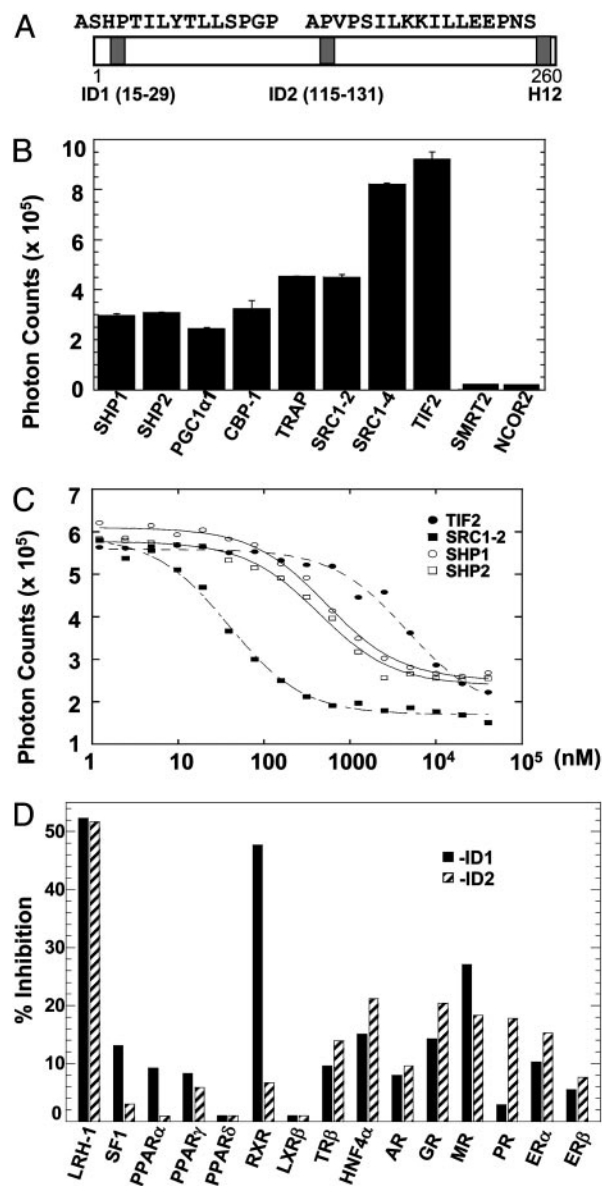 A
ASHPTILYTLLSPGP APVPSILKKILLEEPNS
1 260
ID1 (15-29) ID2 (115-131) H12
B
Photon Counts (x 10⁵)
10
8
6
4
2
0
SHP1 SHP2 PGC1α1 CBP-1 TRAP SRC1-2 SRC1-4 TIF2 SMRT2 NCOR2
C
Photon Counts (x 10⁵)
7
6
5
4
3
2
1
TIF2
SRC1-2
SHP1
SHP2
1 10 100 1000 10⁴ 10⁵ (nM)
D
% Inhibition
50
40
30
20
10
0
-ID1
-ID2
LRH-1 SF1 PPARα PPARγ PPARδ RXR LXRβ TRβ HNF4α AR GR MR PR ERα ERβ